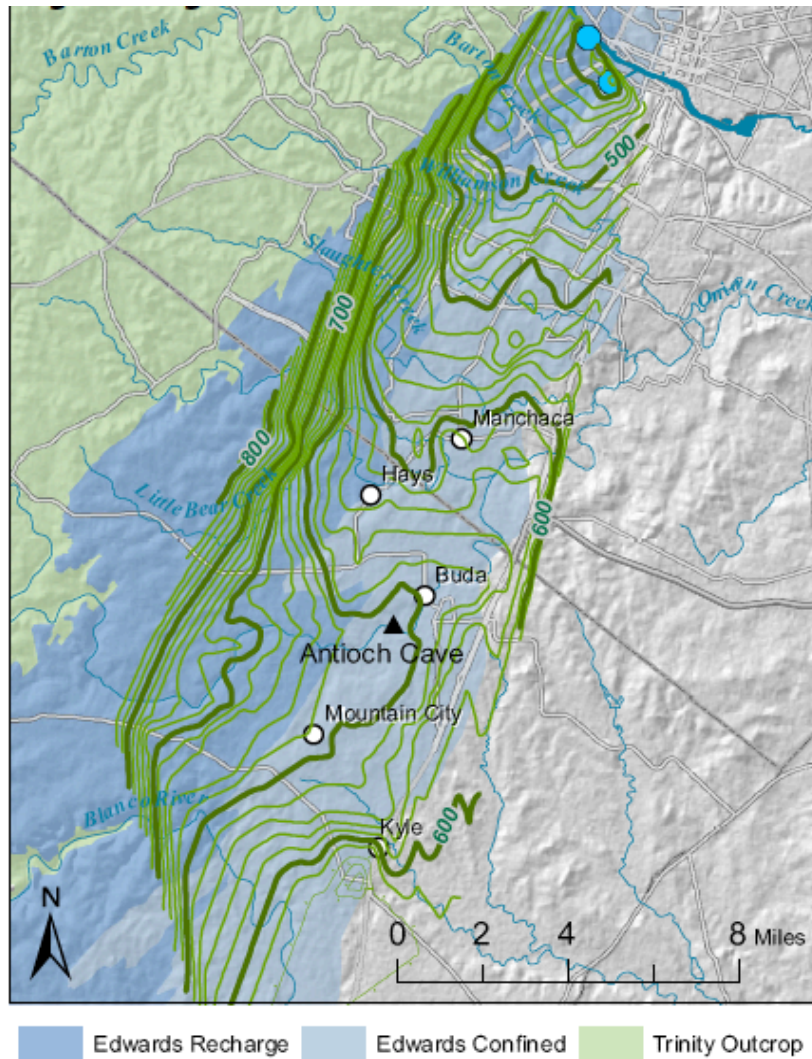 Barton Creek
Barton
Creek
500
Williamson Creek
Slaughter Creek
700
Onion Creek
Manchaca
800
Hays
Little Bear Creek
600
Buda
Antioch Cave
Mountain City
Blanco River
Kyle
600
N
0 2 4 8 Miles
Edwards Recharge Edwards Confined Trinity Outcrop